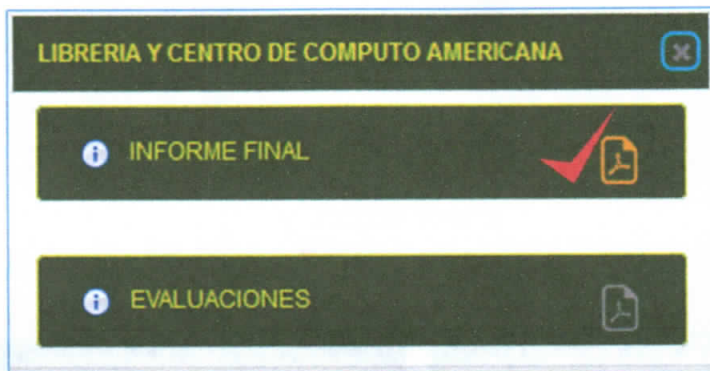 LIBRERIA Y CENTRO DE COMPUTO AMERICANA
INFORME FINAL
EVALUACIONES